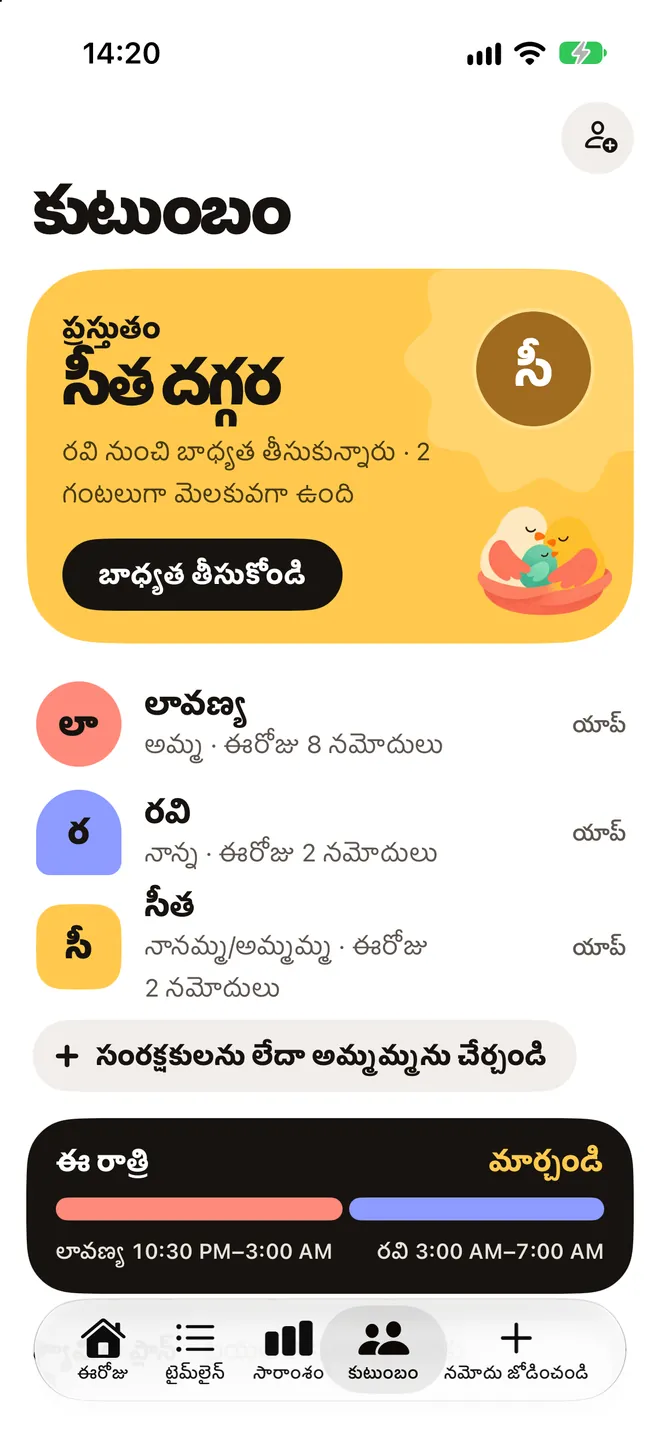 14:20
కుటుంబం
ప్రస్తుతం
సీత దగ్గర
సీ
రవి నుంచి బాధ్యత తీసుకున్నారు · 2
గంటలుగా మెలకువగా ఉంది
బాధ్యత తీసుకోండి
లా
లావణ్య
అమ్మ · ఈరోజు 8 నమోదులు
యాప్
ర
రవి
నాన్న · ఈరోజు 2 నమోదులు
యాప్
సీ
సీత
నానమ్మ/అమ్మమ్మ · ఈరోజు
2 నమోదులు
యాప్
+ సంరక్షకులను లేదా అమ్మమ్మను చేర్చండి
ఈ రాత్రి
మార్చండి
లావణ్య 10:30 PM–3:00 AM
రవి 3:00 AM–7:00 AM
ఈరోజు
టైమ్‌లైన్
సారాంశం
కుటుంబం
నమోదు జోడించండి